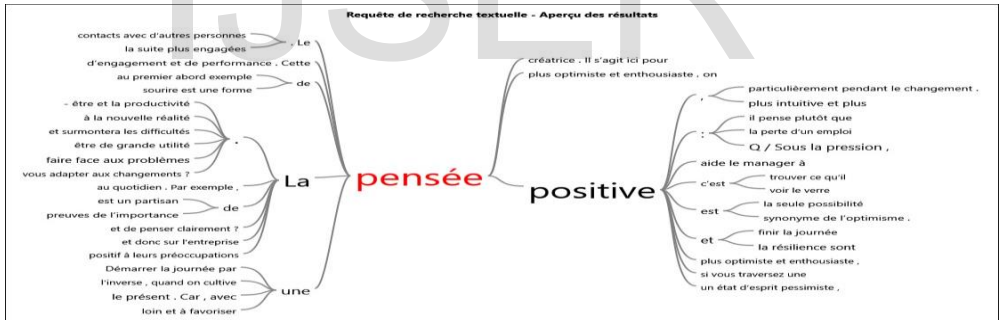 IJSER
Requête de recherche textuelle - Aperçu des résultats
contacts avec d'autres personnes
la suite plus engagées
. Le
d'engagement et de performance . Cette
au premier abord exemple
sourire est une forme
de
- être et la productivité
à la nouvelle réalité
et surmontera les difficultés
être de grande utilité
faire face aux problèmes
vous adapter aux changements ?
.
au quotidien . Par exemple ,
est un partisan
preuves de l'importance
de
et de penser clairement ?
et donc sur l'entreprise
positif à leurs préoccupations
La
Démarrer la journée par
l'inverse , quand on cultive
le présent . Car , avec
loin et à favoriser
une
pensée
créatrice . Il s'agit ici pour
plus optimiste et enthousiaste . on
positive
,
particulièrement pendant le changement .
plus intuitive et plus
:
il pense plutôt que
la perte d'un emploi
Q / Sous la pression ,
aide le manager à
c'est
trouver ce qu'il
voir le verre
est
la seule possibilité
synonyme de l'optimisme .
et
finir la journée
la résilience sont
plus optimiste et enthousiaste ,
si vous traversez une
un état d'esprit pessimiste ,